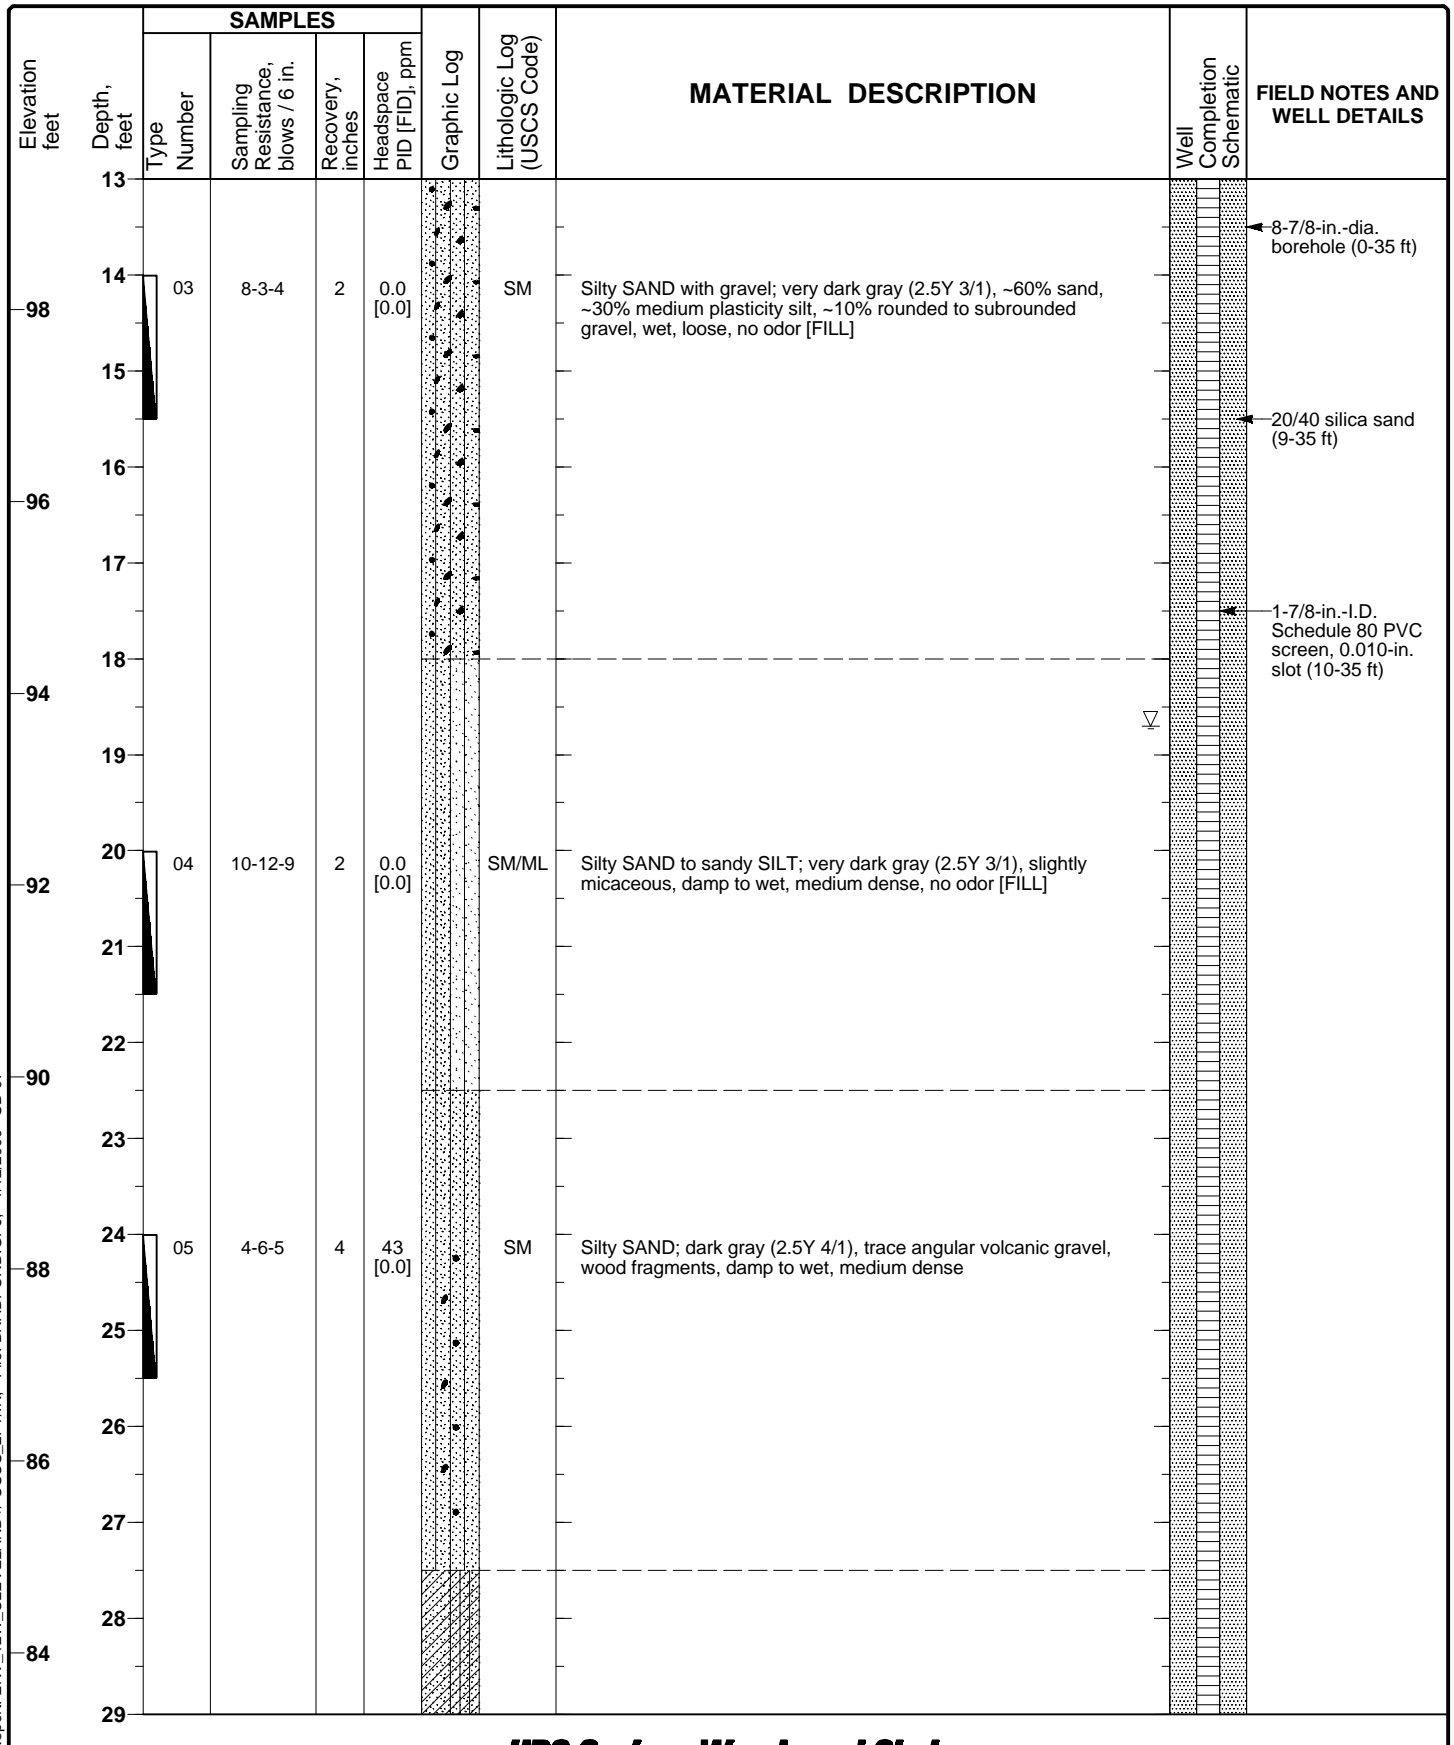 SAMPLES
Elevation
feet
Depth,
feet
Type
Number
Sampling
Resistance,
blows / 6 in.
Recovery,
inches
Headspace
PID [FID], ppm
Graphic Log
Lithologic Log
(USCS Code)
MATERIAL DESCRIPTION
Well
Completion
Schematic
FIELD NOTES AND
WELL DETAILS
13
8-7/8-in.-dia.
borehole (0-35 ft)
14
98
03 8-3-4 2 0.0 SM Silty SAND with gravel; very dark gray (2.5Y 3/1), ~60% sand,
[0.0] ~30% medium plasticity silt, ~10% rounded to subrounded
gravel, wet, loose, no odor [FILL]
15
20/40 silica sand
(9-35 ft)
16
96
17
1-7/8-in.-I.D.
Schedule 80 PVC
screen, 0.010-in.
slot (10-35 ft)
18
94
19
20
04 10-12-9 2 0.0 SM/ML Silty SAND to sandy SILT; very dark gray (2.5Y 3/1), slightly
92 [0.0] micaceous, damp to wet, medium dense, no odor [FILL]
21
22
90
23
24
05 4-6-5 4 43 SM Silty SAND; dark gray (2.5Y 4/1), trace angular volcanic gravel,
88 [0.0] wood fragments, damp to wet, medium dense
25
26
86
27
28
84
29